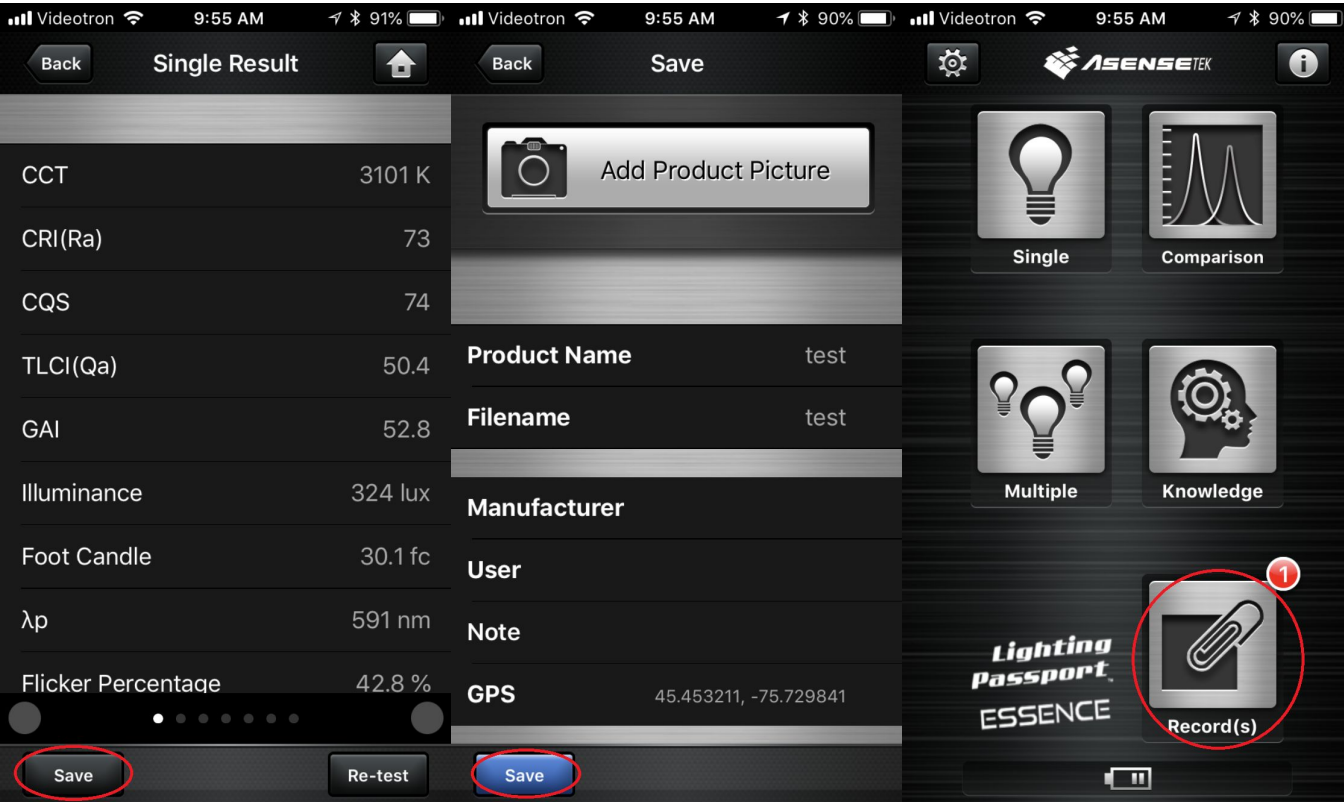 Videotron 9:55 AM 91%
Back Single Result
CCT 3101 K
CRI(Ra) 73
CQS 74
TLCI(Qa) 50.4
GAI 52.8
Illuminance 324 lux
Foot Candle 30.1 fc
λp 591 nm
Flicker Percentage 42.8 %
Save Re-test
Videotron 9:55 AM 90%
Back Save
Add Product Picture
Product Name test
Filename test
Manufacturer
User
Note
GPS 45.453211, -75.729841
Save
Videotron 9:55 AM 90%
ASENSETEK
Single Comparison
Multiple Knowledge
1
Lighting
Passport™
ESSENCE
Record(s)